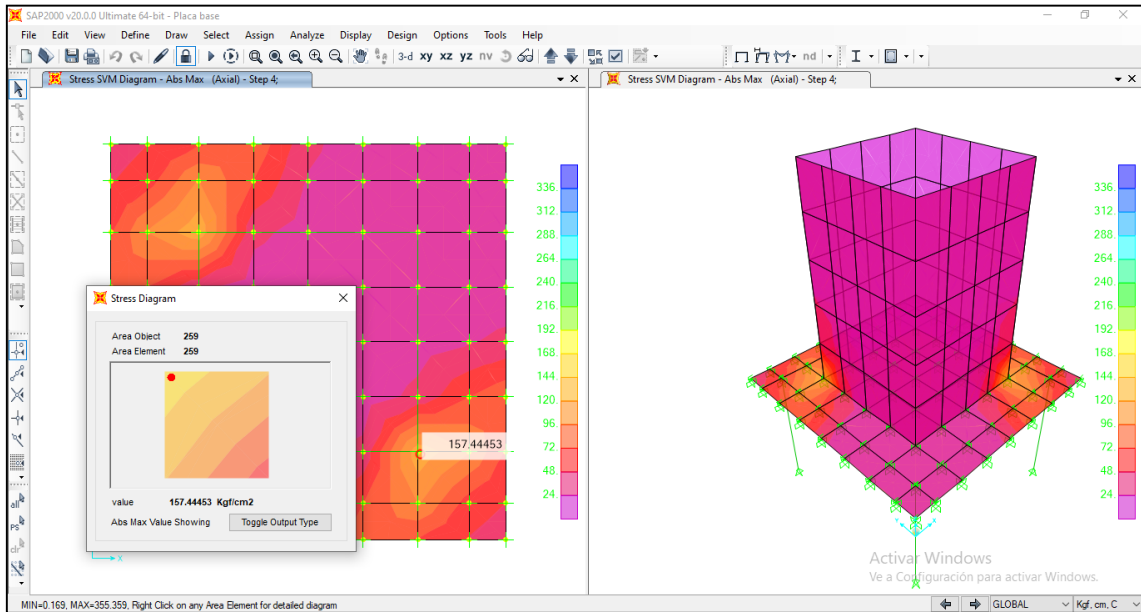 SAP2000 v20.0.0 Ultimate 64-bit - Placa base
File Edit View Define Draw Select Assign Analyze Display Design Options Tools Help
3-d xy xz yz nv nd
Stress SVM Diagram - Abs Max (Axial) - Step 4;
Stress SVM Diagram - Abs Max (Axial) - Step 4;
336.
312.
288.
264.
240.
216.
192.
168.
144.
120.
96.
72.
48.
24.
336.
312.
288.
264.
240.
216.
192.
168.
144.
120.
96.
72.
48.
24.
Stress Diagram
Area Object 259
Area Element 259
value 157.44453 Kgf/cm2
Abs Max Value Showing Toggle Output Type
157.44453
X
Y X
all
ps
clr
Activar Windows
Ve a Configuración para activar Windows.
MIN=0.169, MAX=355.359, Right Click on any Area Element for detailed diagram GLOBAL Kgf, cm, C